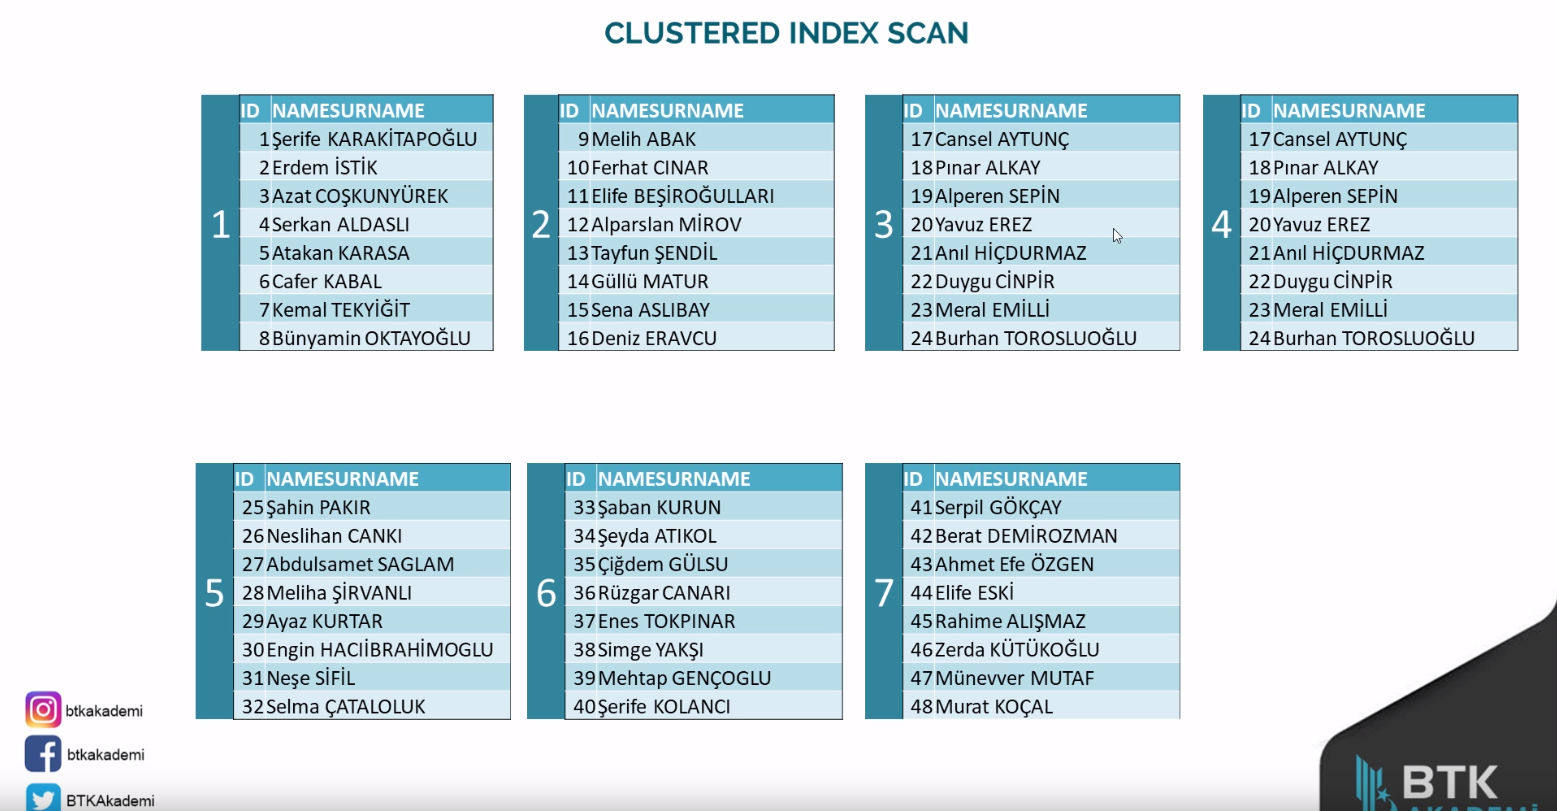 CLUSTERED INDEX SCAN
1
ID NAMESURNAME
1 Şerife KARAKİTAPOĞLU
2 Erdem İSTİK
3 Azat COŞKUNYÜREK
4 Serkan ALDASLI
5 Atakan KARASA
6 Cafer KABAL
7 Kemal TEKYİĞİT
8 Bünyamin OKTAYOĞLU
2
ID NAMESURNAME
9 Melih ABAK
10 Ferhat CINAR
11 Elife BEŞİROĞULLARI
12 Alparslan MİROV
13 Tayfun ŞENDİL
14 Güllü MATUR
15 Sena ASLIBAY
16 Deniz ERAVCU
3
ID NAMESURNAME
17 Cansel AYTUNÇ
18 Pınar ALKAY
19 Alperen SEPİN
20 Yavuz EREZ
21 Anıl HİÇDURMAZ
22 Duygu CİNPİR
23 Meral EMİLLİ
24 Burhan TOROSLUOĞLU
4
ID NAMESURNAME
17 Cansel AYTUNÇ
18 Pınar ALKAY
19 Alperen SEPİN
20 Yavuz EREZ
21 Anıl HİÇDURMAZ
22 Duygu CİNPİR
23 Meral EMİLLİ
24 Burhan TOROSLUOĞLU
5
ID NAMESURNAME
25 Şahin PAKIR
26 Neslihan CANKI
27 Abdulsamet SAGLAM
28 Meliha ŞİRVANLI
29 Ayaz KURTAR
30 Engin HACIİBRAHİMOGLU
31 Neşe SİFİL
32 Selma ÇATALOLUK
6
ID NAMESURNAME
33 Şaban KURUN
34 Şeyda ATIKOL
35 Çiğdem GÜLSU
36 Rüzgar CANARI
37 Enes TOKPINAR
38 Simge YAKŞI
39 Mehtap GENÇOGLU
40 Şerife KOLANCI
7
ID NAMESURNAME
41 Serpil GÖKÇAY
42 Berat DEMİROZMAN
43 Ahmet Efe ÖZGEN
44 Elife ESKİ
45 Rahime ALIŞMAZ
46 Zerda KÜTÜKOĞLU
47 Münevver MUTAF
48 Murat KOÇAL
btkakademi
btkakademi
BTKAkademi
BTK
AKADEMİ